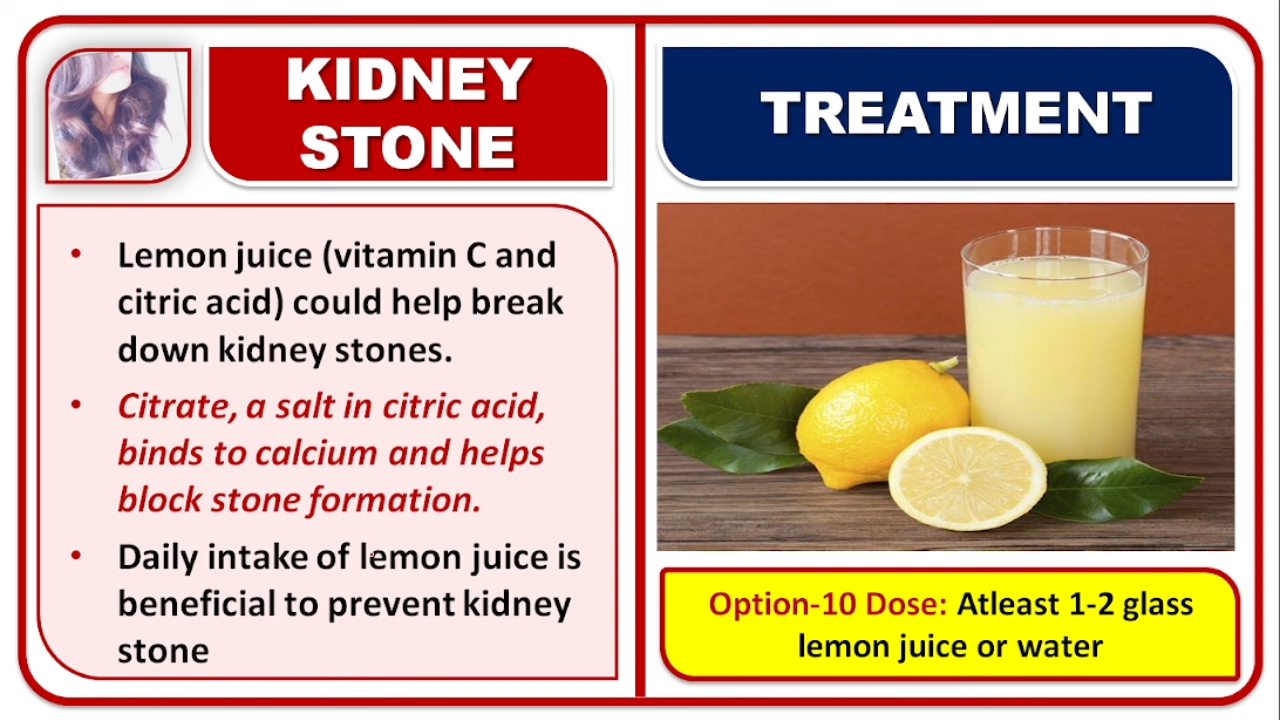 KIDNEY
STONE
TREATMENT
• Lemon juice (vitamin C and
citric acid) could help break
down kidney stones.
• Citrate, a salt in citric acid,
binds to calcium and helps
block stone formation.
• Daily intake of lemon juice is
beneficial to prevent kidney
stone
Option-10 Dose: Atleast 1-2 glass
lemon juice or water